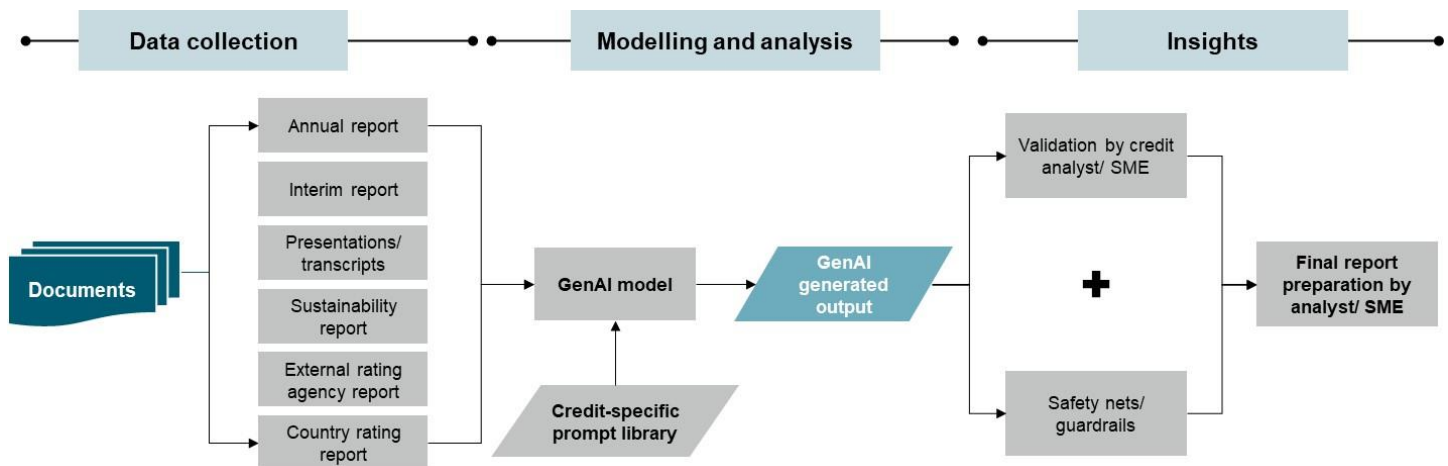 Data collection
Modelling and analysis
Insights
Documents
Annual report
Interim report
Presentations/
transcripts
Sustainability
report
External rating
agency report
Country rating
report
GenAI model
Credit-specific
prompt library
GenAI
generated
output
Validation by credit
analyst/ SME
Safety nets/
guardrails
Final report
preparation by
analyst/ SME